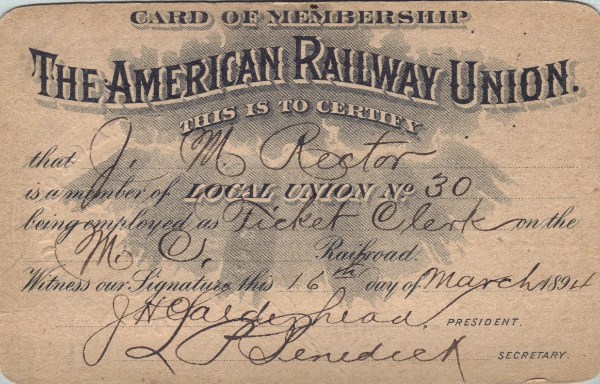 CARD OF MEMBERSHIP
THE AMERICAN RAILWAY UNION.
THIS IS TO CERTIFY
that J. M. Rector
is a member of LOCAL UNION No 30
being employed as Ticket Clerk on the
M. C. Railroad.
Witness our Signature this 16th day of March 1894
PRESIDENT.
Benedict SECRETARY.